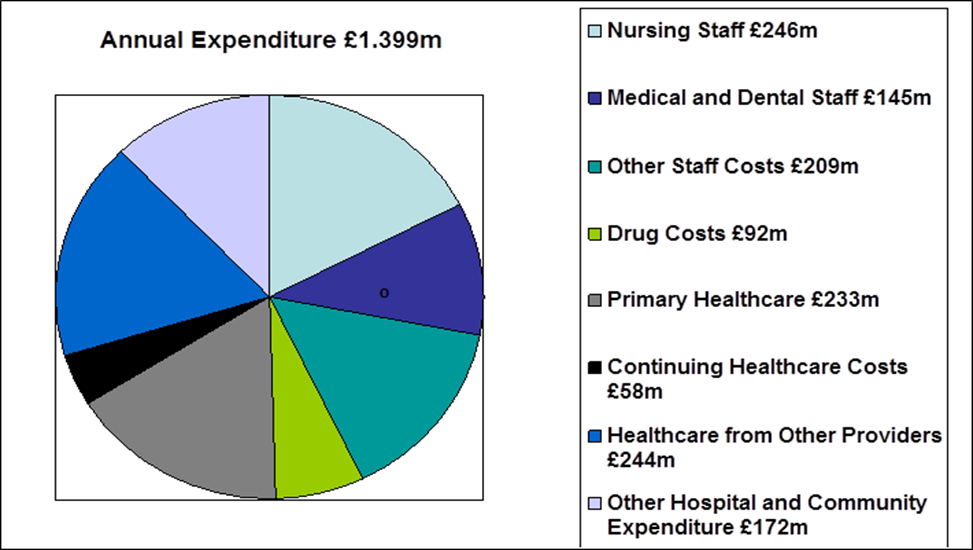 Annual Expenditure £1.399m
Nursing Staff £246m
Medical and Dental Staff £145m
Other Staff Costs £209m
Drug Costs £92m
Primary Healthcare £233m
Continuing Healthcare Costs
£58m
Healthcare from Other Providers
£244m
Other Hospital and Community
Expenditure £172m
o